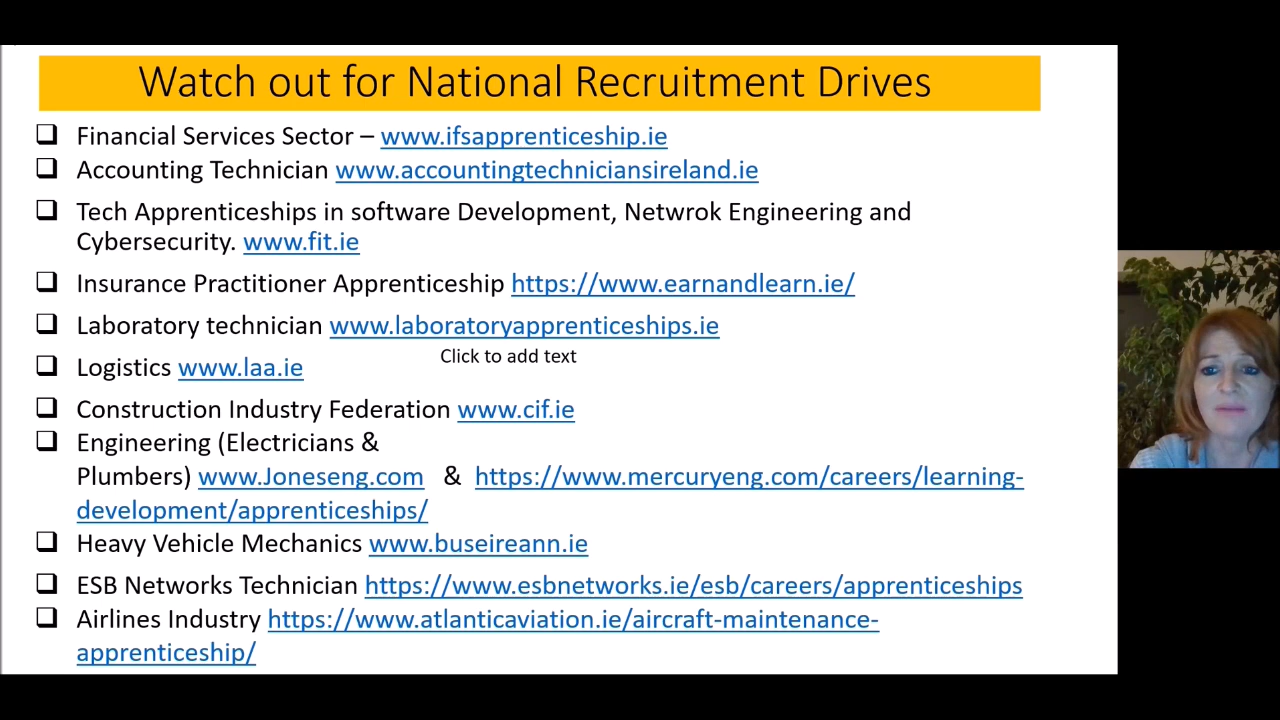 Watch out for National Recruitment Drives
Financial Services Sector – www.ifsapprenticeship.ie
Accounting Technician www.accountingtechniciansireland.ie
Tech Apprenticeships in software Development, Netwrok Engineering and
Cybersecurity. www.fit.ie
Insurance Practitioner Apprenticeship https://www.earnandlearn.ie/
Laboratory technician www.laboratoryapprenticeships.ie
Click to add text
Logistics www.laa.ie
Construction Industry Federation www.cif.ie
Engineering (Electricians &
Plumbers) www.Joneseng.com & https://www.mercuryeng.com/careers/learning-
development/apprenticeships/
Heavy Vehicle Mechanics www.buseireann.ie
ESB Networks Technician https://www.esbnetworks.ie/esb/careers/apprenticeships
Airlines Industry https://www.atlanticaviation.ie/aircraft-maintenance-
apprenticeship/